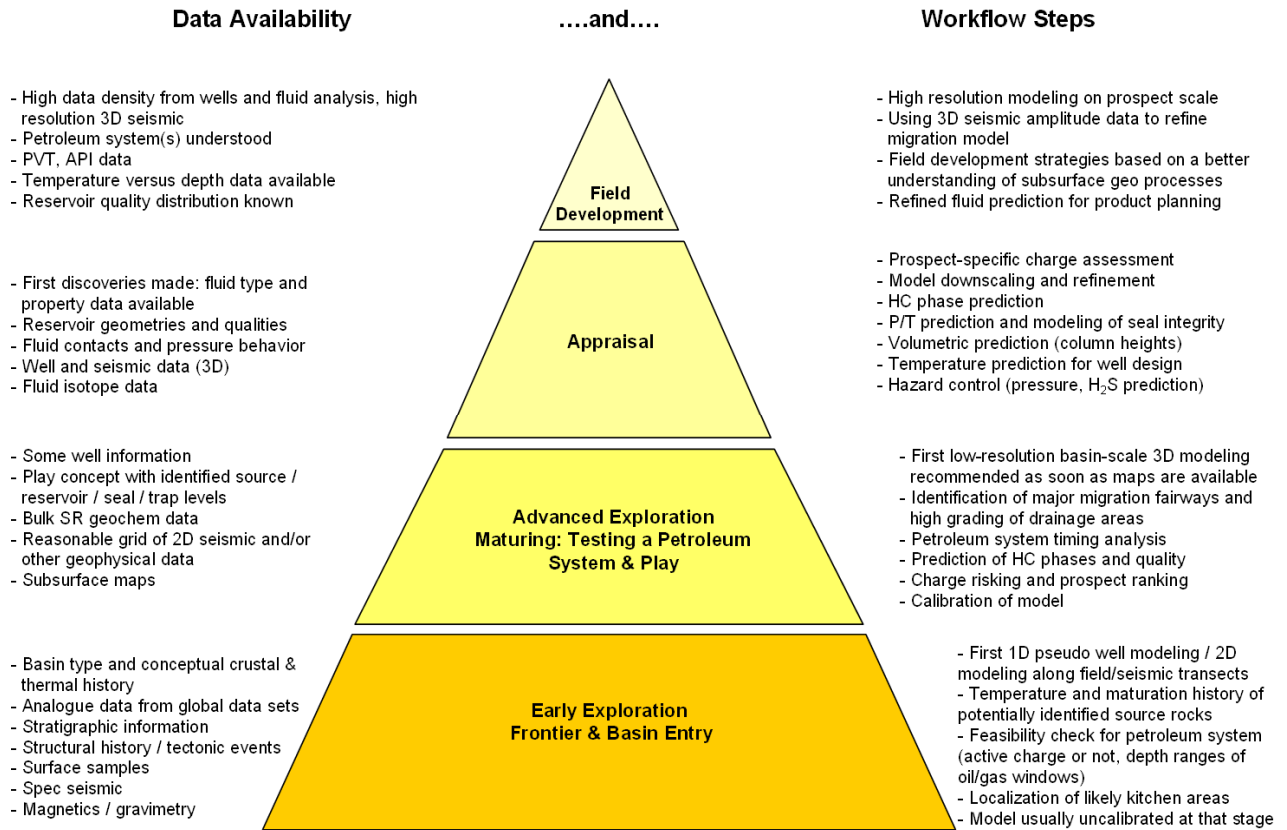 Data Availability ....and.... Workflow Steps
- High data density from wells and fluid analysis, high
resolution 3D seismic
- Petroleum system(s) understood
- PVT, API data
- Temperature versus depth data available
- Reservoir quality distribution known
Field
Development
- High resolution modeling on prospect scale
- Using 3D seismic amplitude data to refine
migration model
- Field development strategies based on a better
understanding of subsurface geo processes
- Refined fluid prediction for product planning
- First discoveries made: fluid type and
property data available
- Reservoir geometries and qualities
- Fluid contacts and pressure behavior
- Well and seismic data (3D)
- Fluid isotope data
Appraisal
- Prospect-specific charge assessment
- Model downscaling and refinement
- HC phase prediction
- P/T prediction and modeling of seal integrity
- Volumetric prediction (column heights)
- Temperature prediction for well design
- Hazard control (pressure, H₂S prediction)
- Some well information
- Play concept with identified source /
reservoir / seal / trap levels
- Bulk SR geochem data
- Reasonable grid of 2D seismic and/or
other geophysical data
- Subsurface maps
Advanced Exploration
Maturing: Testing a Petroleum
System & Play
- First low-resolution basin-scale 3D modeling
recommended as soon as maps are available
- Identification of major migration fairways and
high grading of drainage areas
- Petroleum system timing analysis
- Prediction of HC phases and quality
- Charge risking and prospect ranking
- Calibration of model
- Basin type and conceptual crustal &
thermal history
- Analogue data from global data sets
- Stratigraphic information
- Structural history / tectonic events
- Surface samples
- Spec seismic
- Magnetics / gravimetry
Early Exploration
Frontier & Basin Entry
- First 1D pseudo well modeling / 2D
modeling along field/seismic transects
- Temperature and maturation history of
potentially identified source rocks
- Feasibility check for petroleum system
(active charge or not, depth ranges of
oil/gas windows)
- Localization of likely kitchen areas
- Model usually uncalibrated at that stage